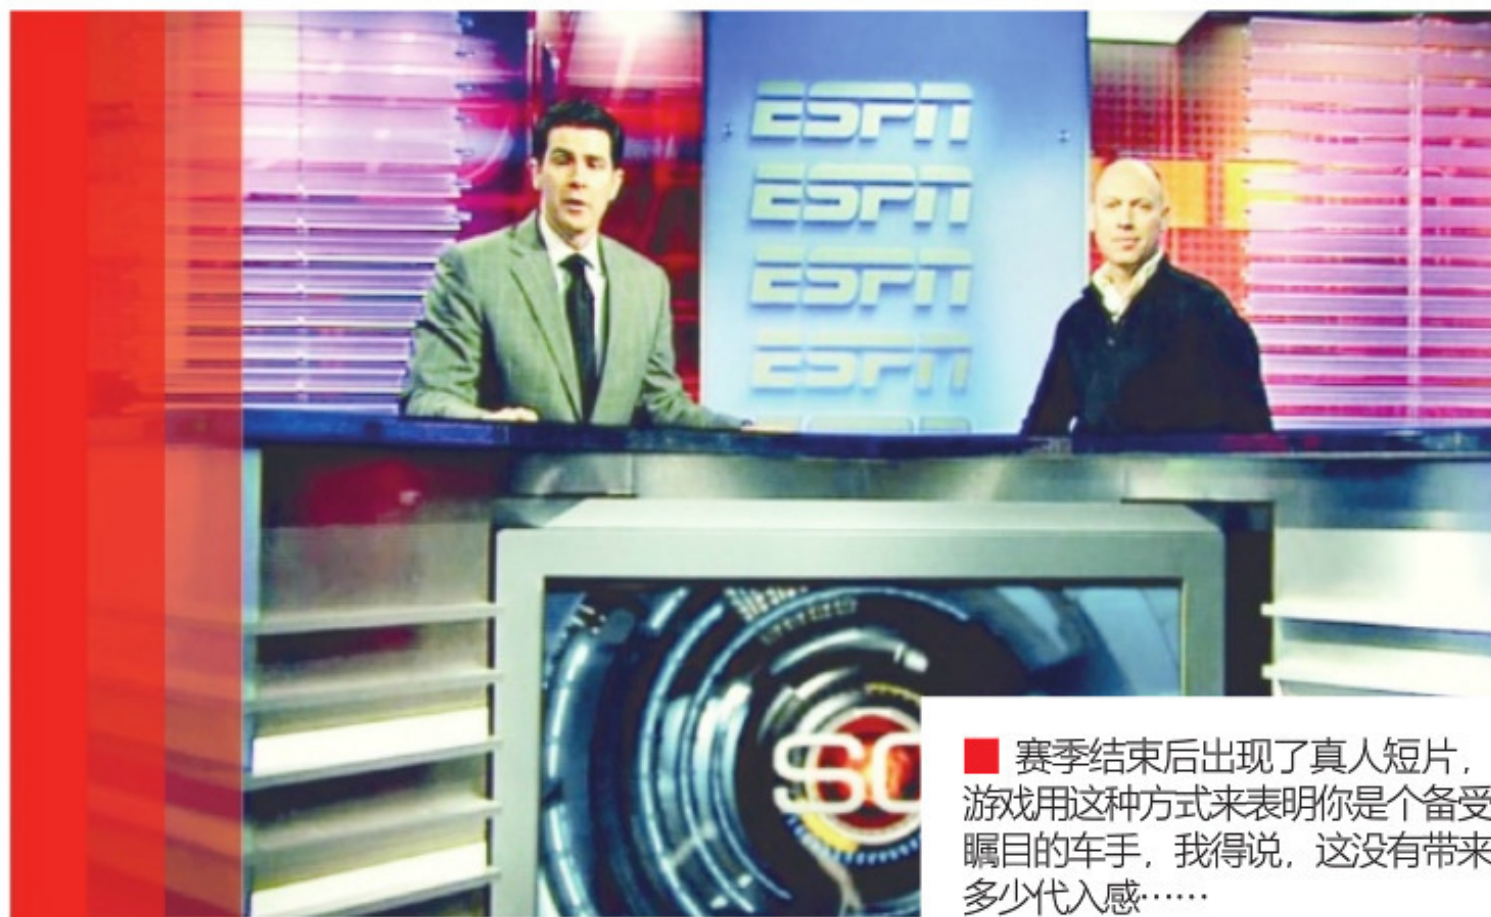 ESPN
ESPN
ESPN
ESPN
SC
赛季结束后出现了真人短片，
游戏用这种方式来表明你是个备受
瞩目的车手，我得说，这没有带来
多少代入感……